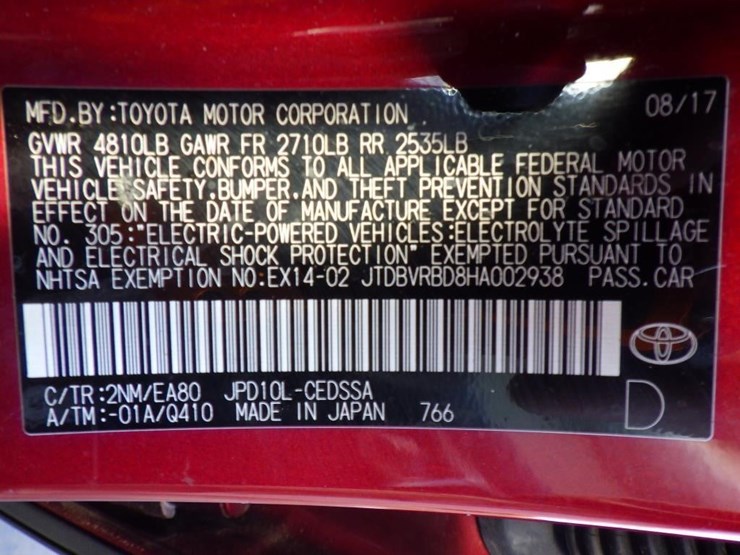 MFD.BY:TOYOTA MOTOR CORPORATION 08/17
GVWR 4810LB GAWR FR 2710LB RR 2535LB
THIS VEHICLE CONFORMS TO ALL APPLICABLE FEDERAL MOTOR
VEHICLE SAFETY,BUMPER,AND THEFT PREVENTION STANDARDS IN
EFFECT ON THE DATE OF MANUFACTURE EXCEPT FOR STANDARD
NO. 305:"ELECTRIC-POWERED VEHICLES:ELECTROLYTE SPILLAGE
AND ELECTRICAL SHOCK PROTECTION" EXEMPTED PURSUANT TO
NHTSA EXEMPTION NO:EX14-02 JTDBVRBD8HA002938 PASS.CAR
C/TR:2NM/EA80 JPD10L-CEDSSA
A/TM:-01A/Q410 MADE IN JAPAN 766
D